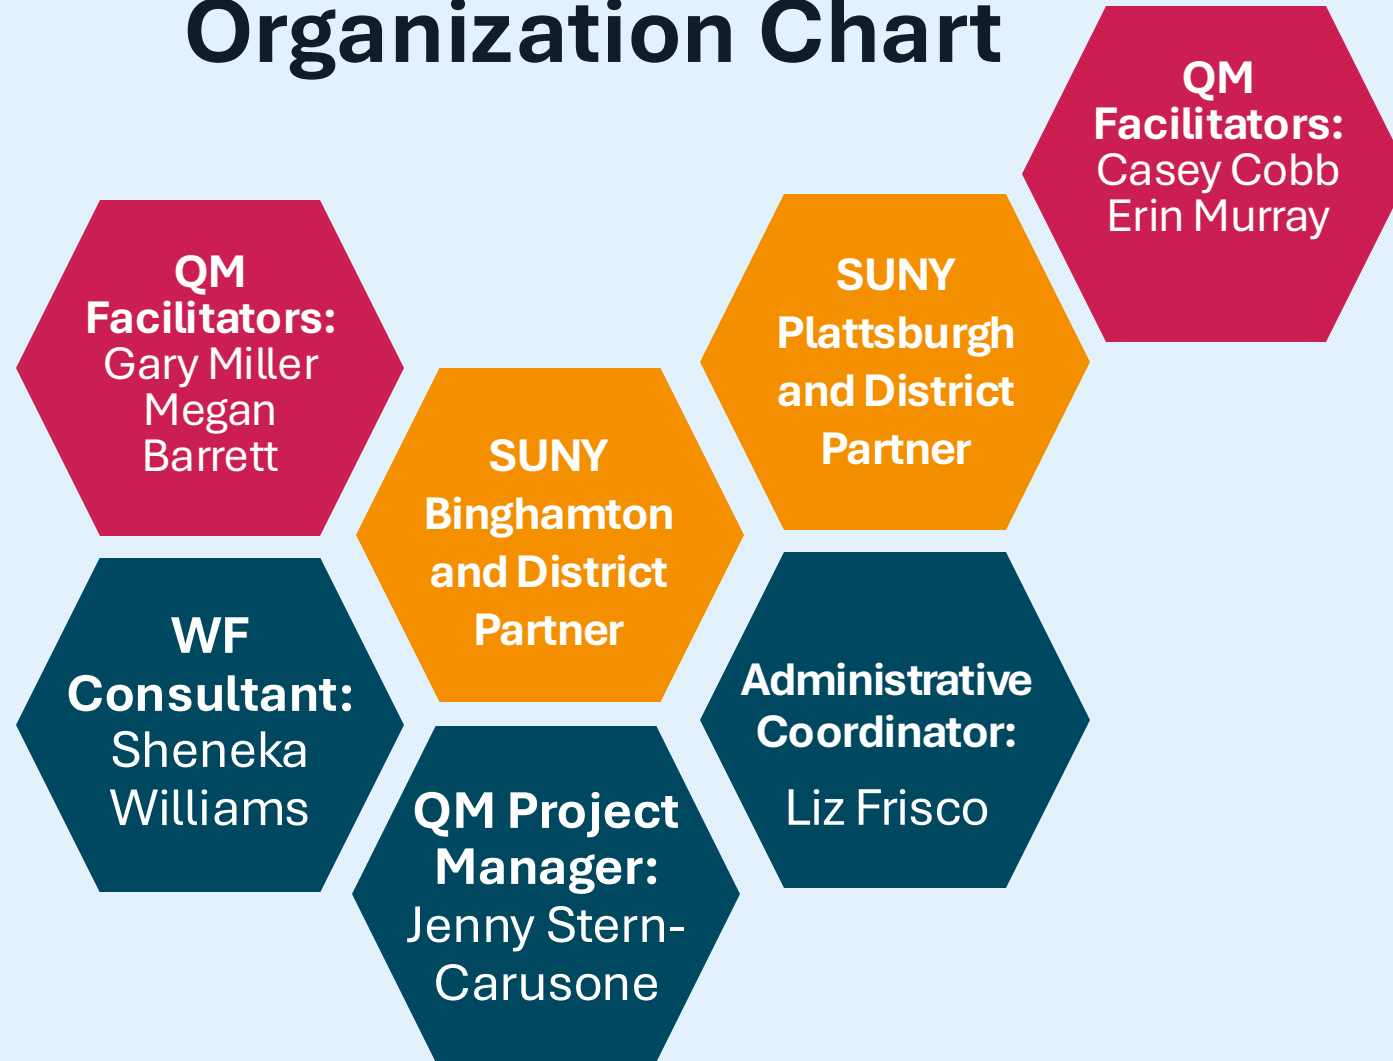 Organization Chart
QM
Facilitators:
Casey Cobb
Erin Murray
QM
Facilitators:
Gary Miller
Megan
Barrett
SUNY
Plattsburgh
and District
Partner
SUNY
Binghamton
and District
Partner
WF
Consultant:
Sheneka
Williams
Administrative
Coordinator:
Liz Frisco
QM Project
Manager:
Jenny Stern-
Carusone